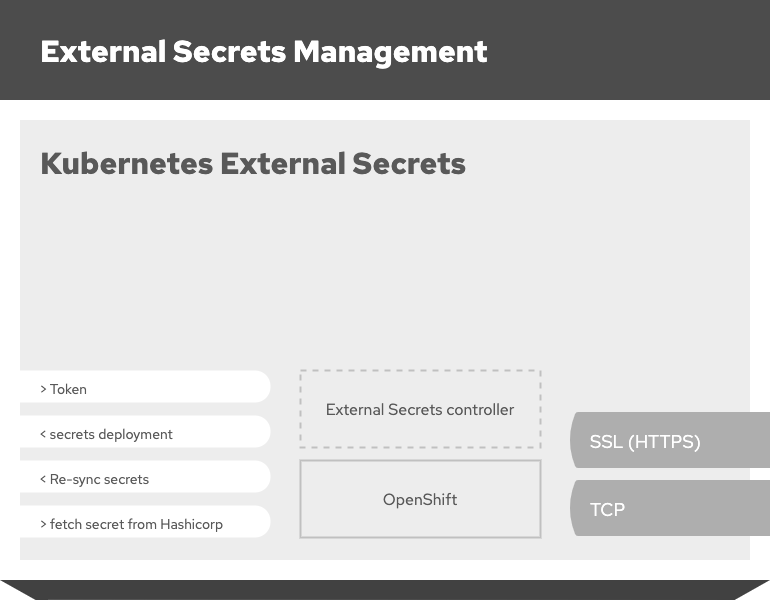 External Secrets Management
Kubernetes External Secrets
> Token
< secrets deployment
< Re-sync secrets
> fetch secret from Hashicorp
External Secrets controller
OpenShift
SSL (HTTPS)
TCP